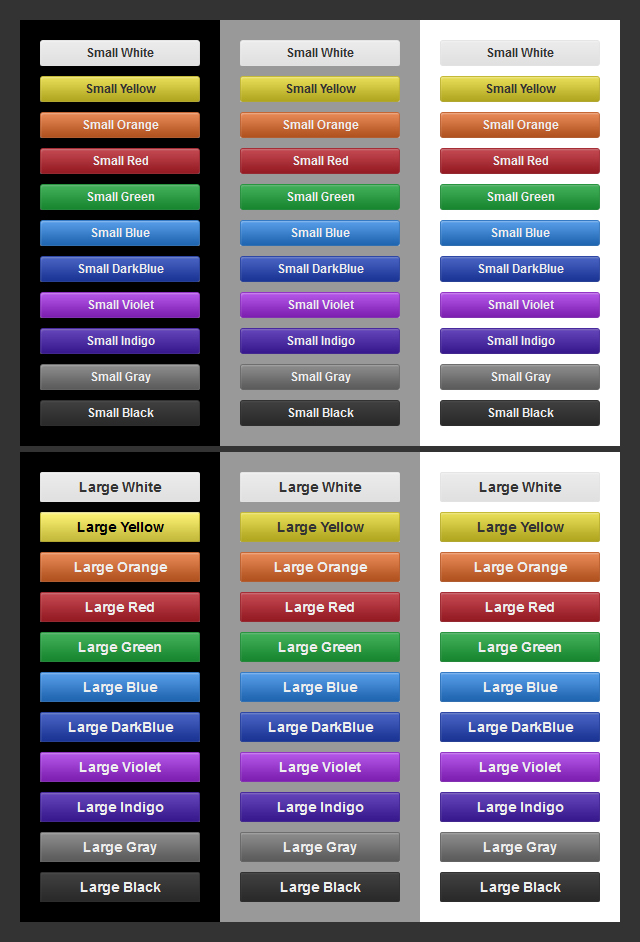 Small White Small White Small White
Small Yellow Small Yellow Small Yellow
Small Orange Small Orange Small Orange
Small Red Small Red Small Red
Small Green Small Green Small Green
Small Blue Small Blue Small Blue
Small DarkBlue Small DarkBlue Small DarkBlue
Small Violet Small Violet Small Violet
Small Indigo Small Indigo Small Indigo
Small Gray Small Gray Small Gray
Small Black Small Black Small Black
Large White Large White Large White
Large Yellow Large Yellow Large Yellow
Large Orange Large Orange Large Orange
Large Red Large Red Large Red
Large Green Large Green Large Green
Large Blue Large Blue Large Blue
Large DarkBlue Large DarkBlue Large DarkBlue
Large Violet Large Violet Large Violet
Large Indigo Large Indigo Large Indigo
Large Gray Large Gray Large Gray
Large Black Large Black Large Black